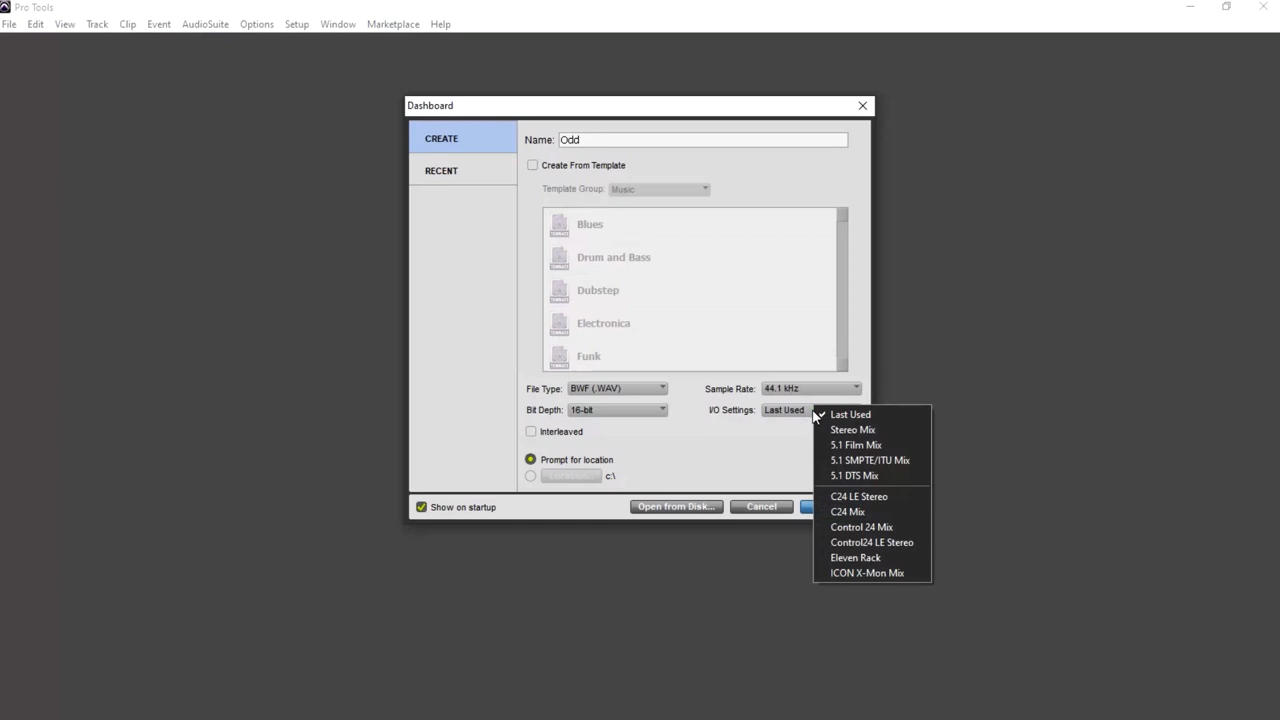 Pro Tools
File Edit View Track Clip Event AudioSuite Options Setup Window Marketplace Help
Dashboard
CREATE
RECENT
Name: Odd
Create From Template
Template Group: Music
Blues
Drum and Bass
Dubstep
Electronica
Funk
File Type: BWF (.WAV) Sample Rate: 44.1 kHz
Bit Depth: 16-bit I/O Settings: Last Used
Interleaved
Prompt for location
Location... c:\
Show on startup Open from Disk... Cancel
Last Used
Stereo Mix
5.1 Film Mix
5.1 SMPTE/ITU Mix
5.1 DTS Mix
C24 LE Stereo
C24 Mix
Control 24 Mix
Control24 LE Stereo
Eleven Rack
ICON X-Mon Mix